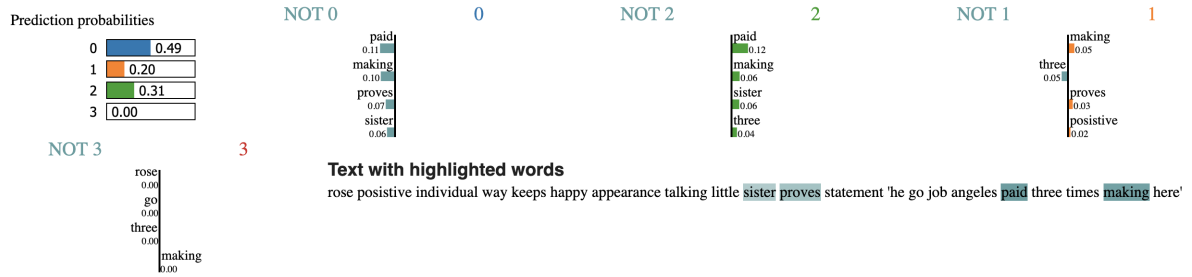 Prediction probabilities
0 0.49
1 0.20
2 0.31
3 0.00
NOT 0 0
paid
0.11
making
0.10
proves
0.07
sister
0.06
NOT 2 2
paid
0.12
making
0.06
sister
0.06
three
0.04
NOT 1 1
making
0.05
three
0.05
proves
0.03
posistive
0.02
NOT 3 3
rose
0.00
go
0.00
three
0.00
making
0.00
Text with highlighted words
rose posistive individual way keeps happy appearance talking little sister proves statement 'he go job angeles paid three times making here'